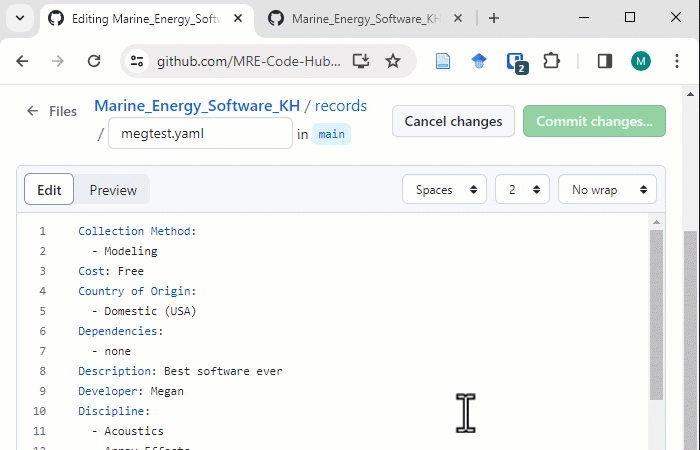 Editing Marine_Energy_Softw
Marine_Energy_Software_KH
github.com/MRE-Code-Hub...
2
M
Files
Marine_Energy_Software_KH / records
/ megtest.yaml in main
Cancel changes
Commit changes...
Edit
Preview
Spaces
2
No wrap
1 Collection Method:
2 - Modeling
3 Cost: Free
4 Country of Origin:
5 - Domestic (USA)
6 Dependencies:
7 - none
8 Description: Best software ever
9 Developer: Megan
10 Discipline:
11 - Acoustics
12 - Array Effects